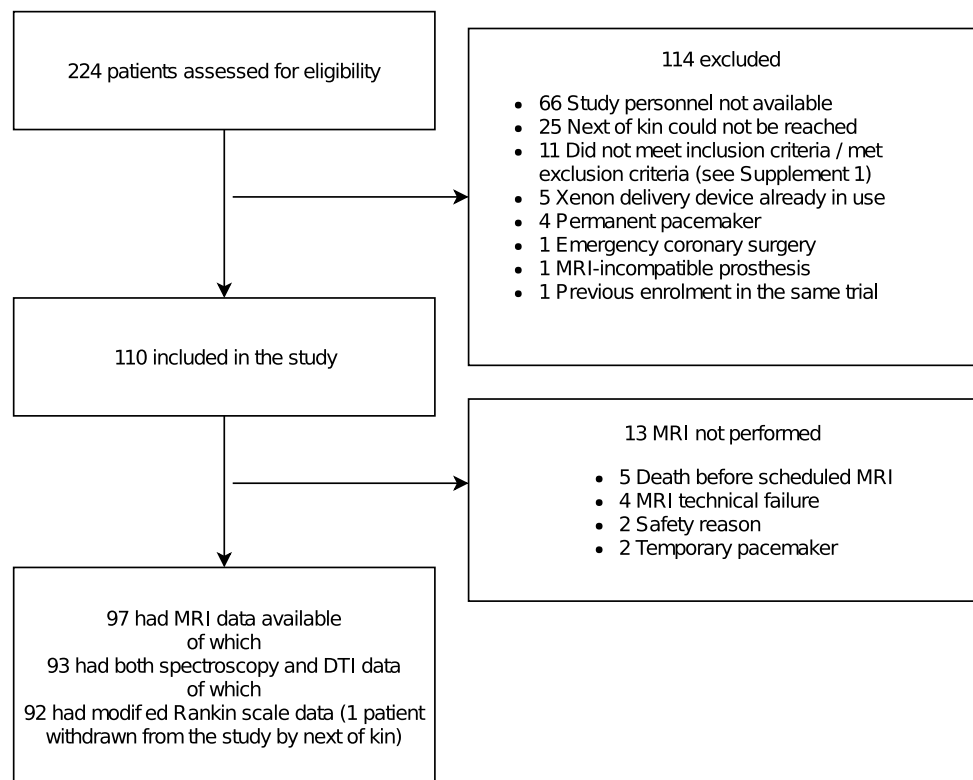 224 patients assessed for eligibility
114 excluded
• 66 Study personnel not available
• 25 Next of kin could not be reached
• 11 Did not meet inclusion criteria / met
exclusion criteria (see Supplement 1)
• 5 Xenon delivery device already in use
• 4 Permanent pacemaker
• 1 Emergency coronary surgery
• 1 MRI-incompatible prosthesis
• 1 Previous enrolment in the same trial
110 included in the study
13 MRI not performed
• 5 Death before scheduled MRI
• 4 MRI technical failure
• 2 Safety reason
• 2 Temporary pacemaker
97 had MRI data available
of which
93 had both spectroscopy and DTI data
of which
92 had modifed Rankin scale data (1 patient
withdrawn from the study by next of kin)